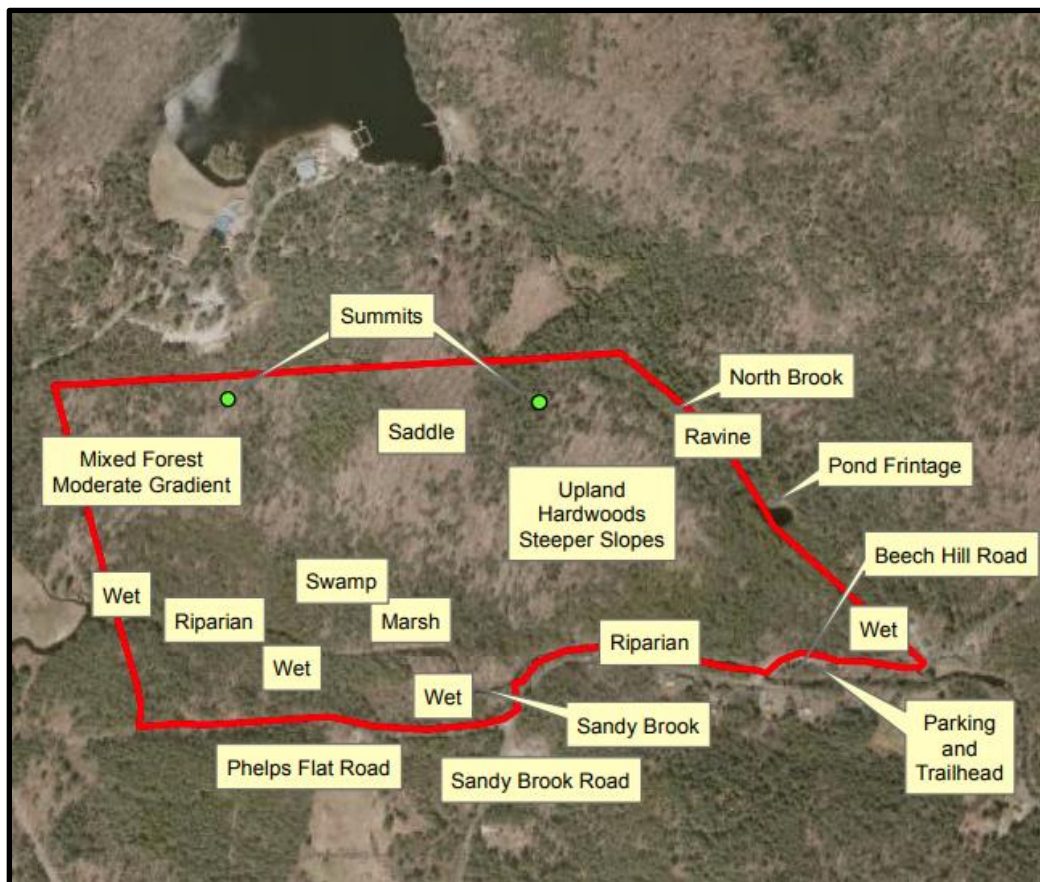 Summits
North Brook
Saddle
Ravine
Mixed Forest
Moderate Gradient
Pond Frintage
Upland
Hardwoods
Steeper Slopes
Beech Hill Road
Swamp
Wet
Riparian
Marsh
Wet
Riparian
Wet
Wet
Sandy Brook
Parking
and
Trailhead
Phelps Flat Road
Sandy Brook Road